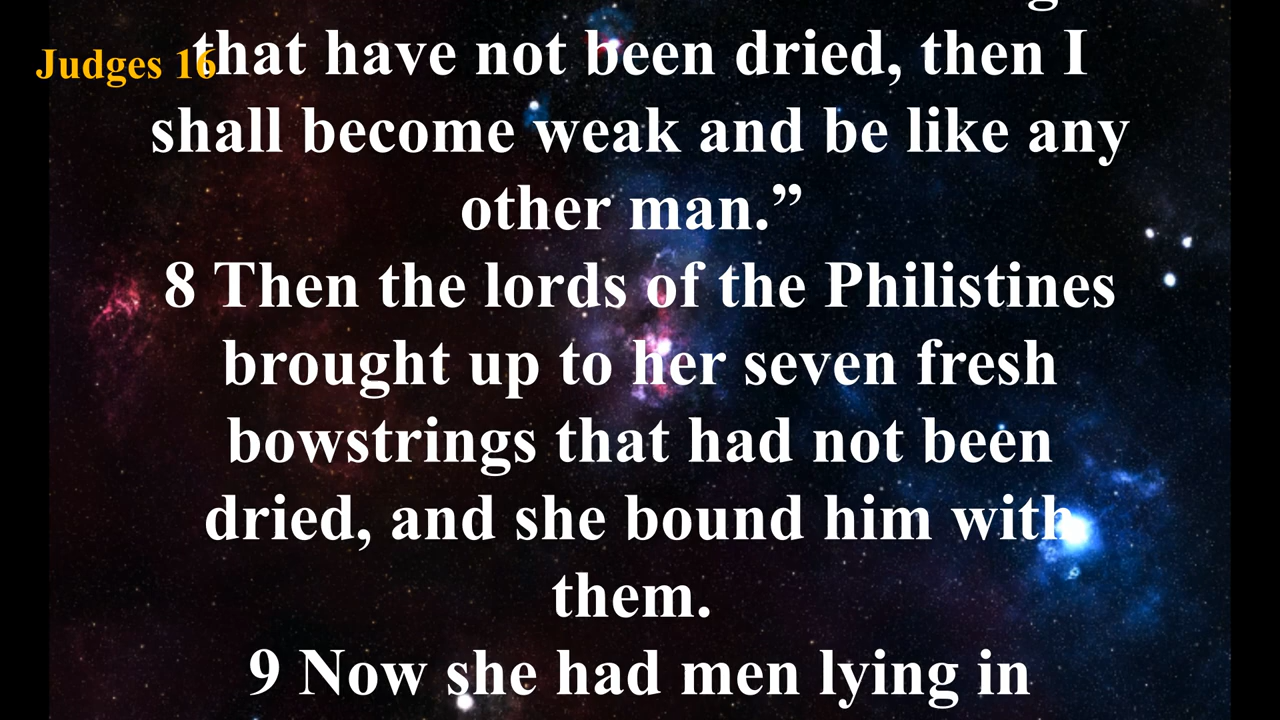 Judges 16
that have not been dried, then I
shall become weak and be like any
other man.”
8 Then the lords of the Philistines
brought up to her seven fresh
bowstrings that had not been
dried, and she bound him with
them.
9 Now she had men lying in